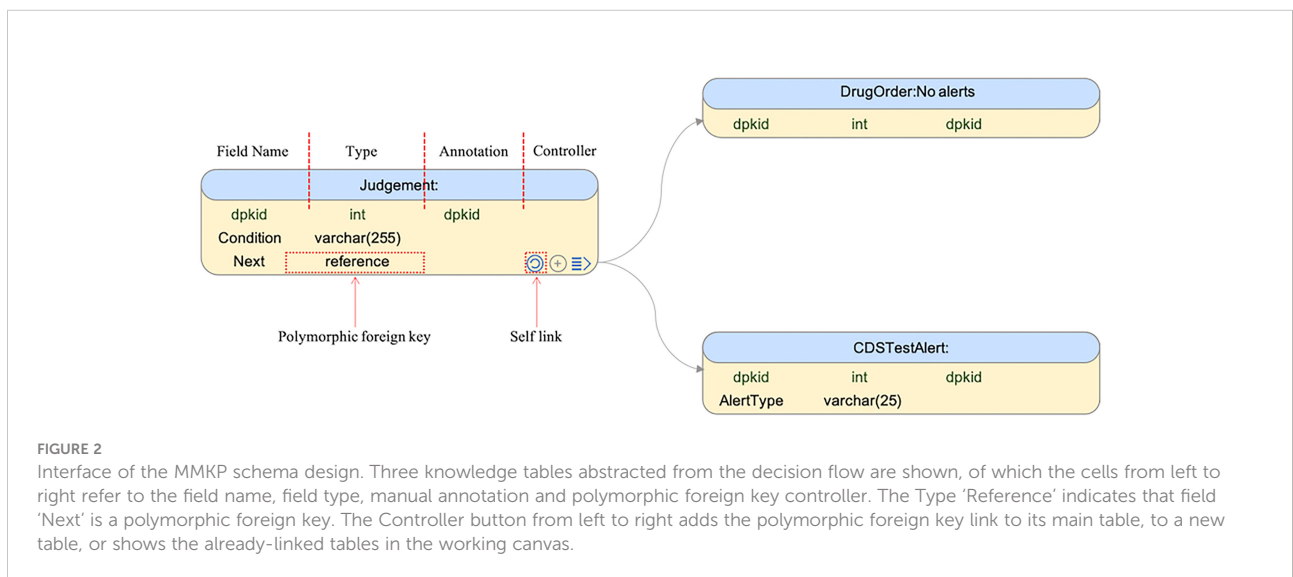 DrugOrder:No alerts
dpkid int dpkid
Field Name Type Annotation Controller
Judgement:
dpkid int dpkid
Condition varchar(255)
Next reference
Polymorphic foreign key Self link
CDSTestAlert:
dpkid int dpkid
AlertType varchar(25)
FIGURE 2
Interface of the MMKP schema design. Three knowledge tables abstracted from the decision flow are shown, of which the cells from left to
right refer to the field name, field type, manual annotation and polymorphic foreign key controller. The Type ‘Reference’ indicates that field
‘Next’ is a polymorphic foreign key. The Controller button from left to right adds the polymorphic foreign key link to its main table, to a new
table, or shows the already-linked tables in the working canvas.